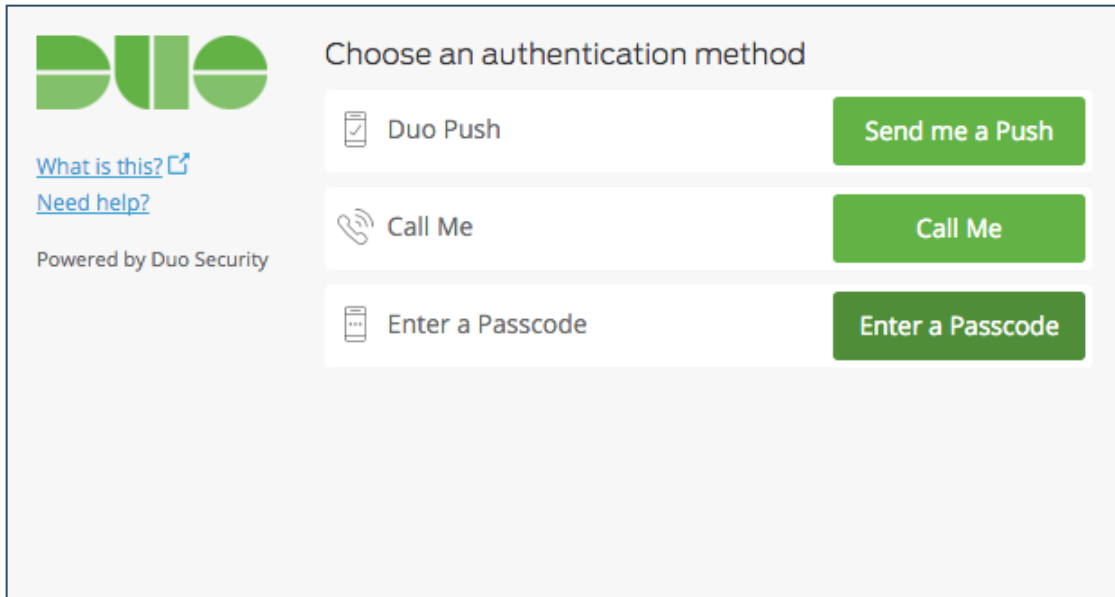 DUO
What is this?
Need help?
Powered by Duo Security
Choose an authentication method
Duo Push
Send me a Push
Call Me
Call Me
Enter a Passcode
Enter a Passcode